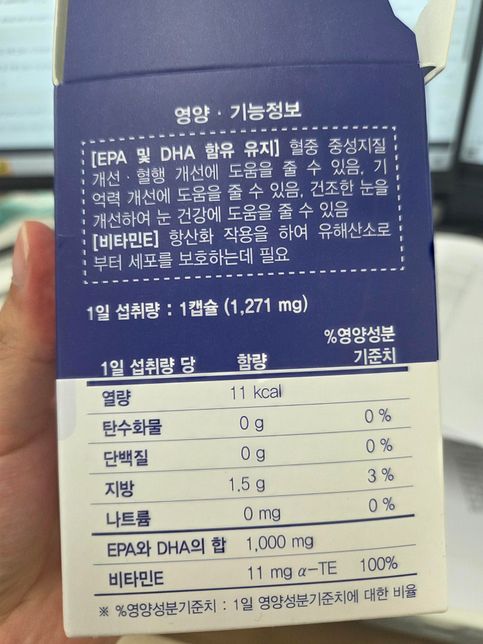 영양 · 기능정보
[EPA 및 DHA 함유 유지] 혈중 중성지질
개선 · 혈행 개선에 도움을 줄 수 있음, 기
억력 개선에 도움을 줄 수 있음, 건조한 눈을
개선하여 눈 건강에 도움을 줄 수 있음
[비타민E] 항산화 작용을 하여 유해산소로
부터 세포를 보호하는데 필요
1일 섭취량 : 1캡슐 (1,271 mg)
1일 섭취량 당 함량 %영양성분 기준치
열량 11 kcal
탄수화물 0 g 0 %
단백질 0 g 0 %
지방 1.5 g 3 %
나트륨 0 mg 0 %
EPA와 DHA의 합 1,000 mg
비타민E 11 mg α-TE 100%
※ %영양성분기준치 : 1일 영양성분기준치에 대한 비율